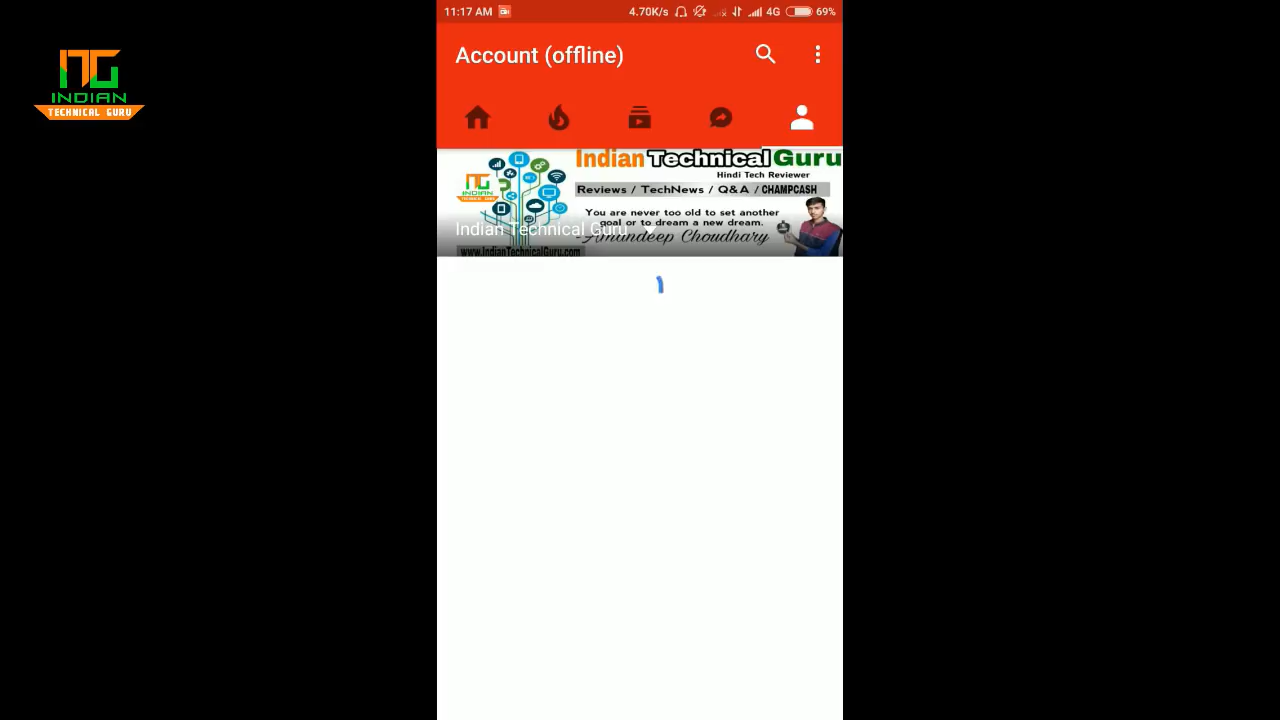 11:17 AM
4.70K/s 4G 69%
ITG
INDIAN
TECHNICAL GURU
Account (offline)
Indian Technical Guru
Hindi Tech Reviewer
ITG
INDIAN
Reviews / TechNews / Q&A / CHAMPCASH
You are never too old to set another
goal or to dream a new dream.
-Amandeep Choudhary
Indian Technical Guru
www.IndianTechnicalGuru.com